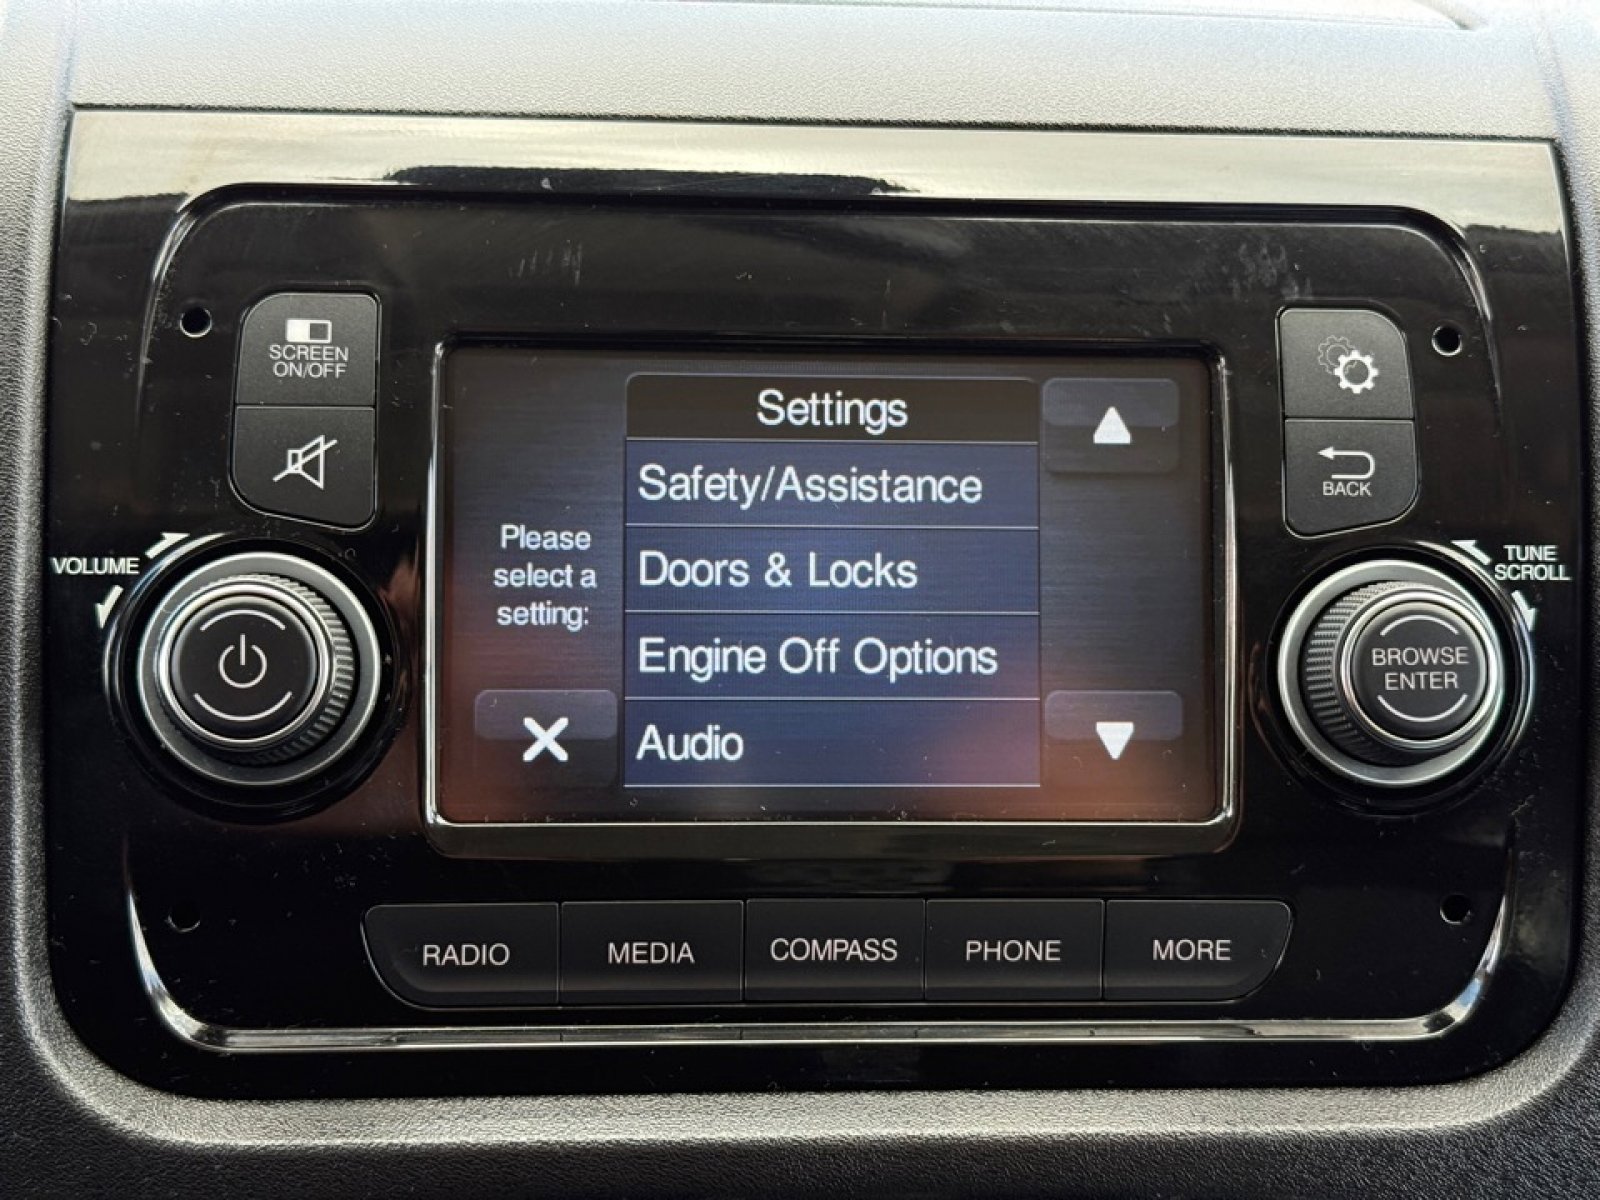 SCREEN
ON/OFF
VOLUME
Settings
Safety/Assistance
Doors & Locks
Engine Off Options
Audio
Please
select a
setting:
BACK
TUNE
SCROLL
BROWSE
ENTER
RADIO
MEDIA
COMPASS
PHONE
MORE